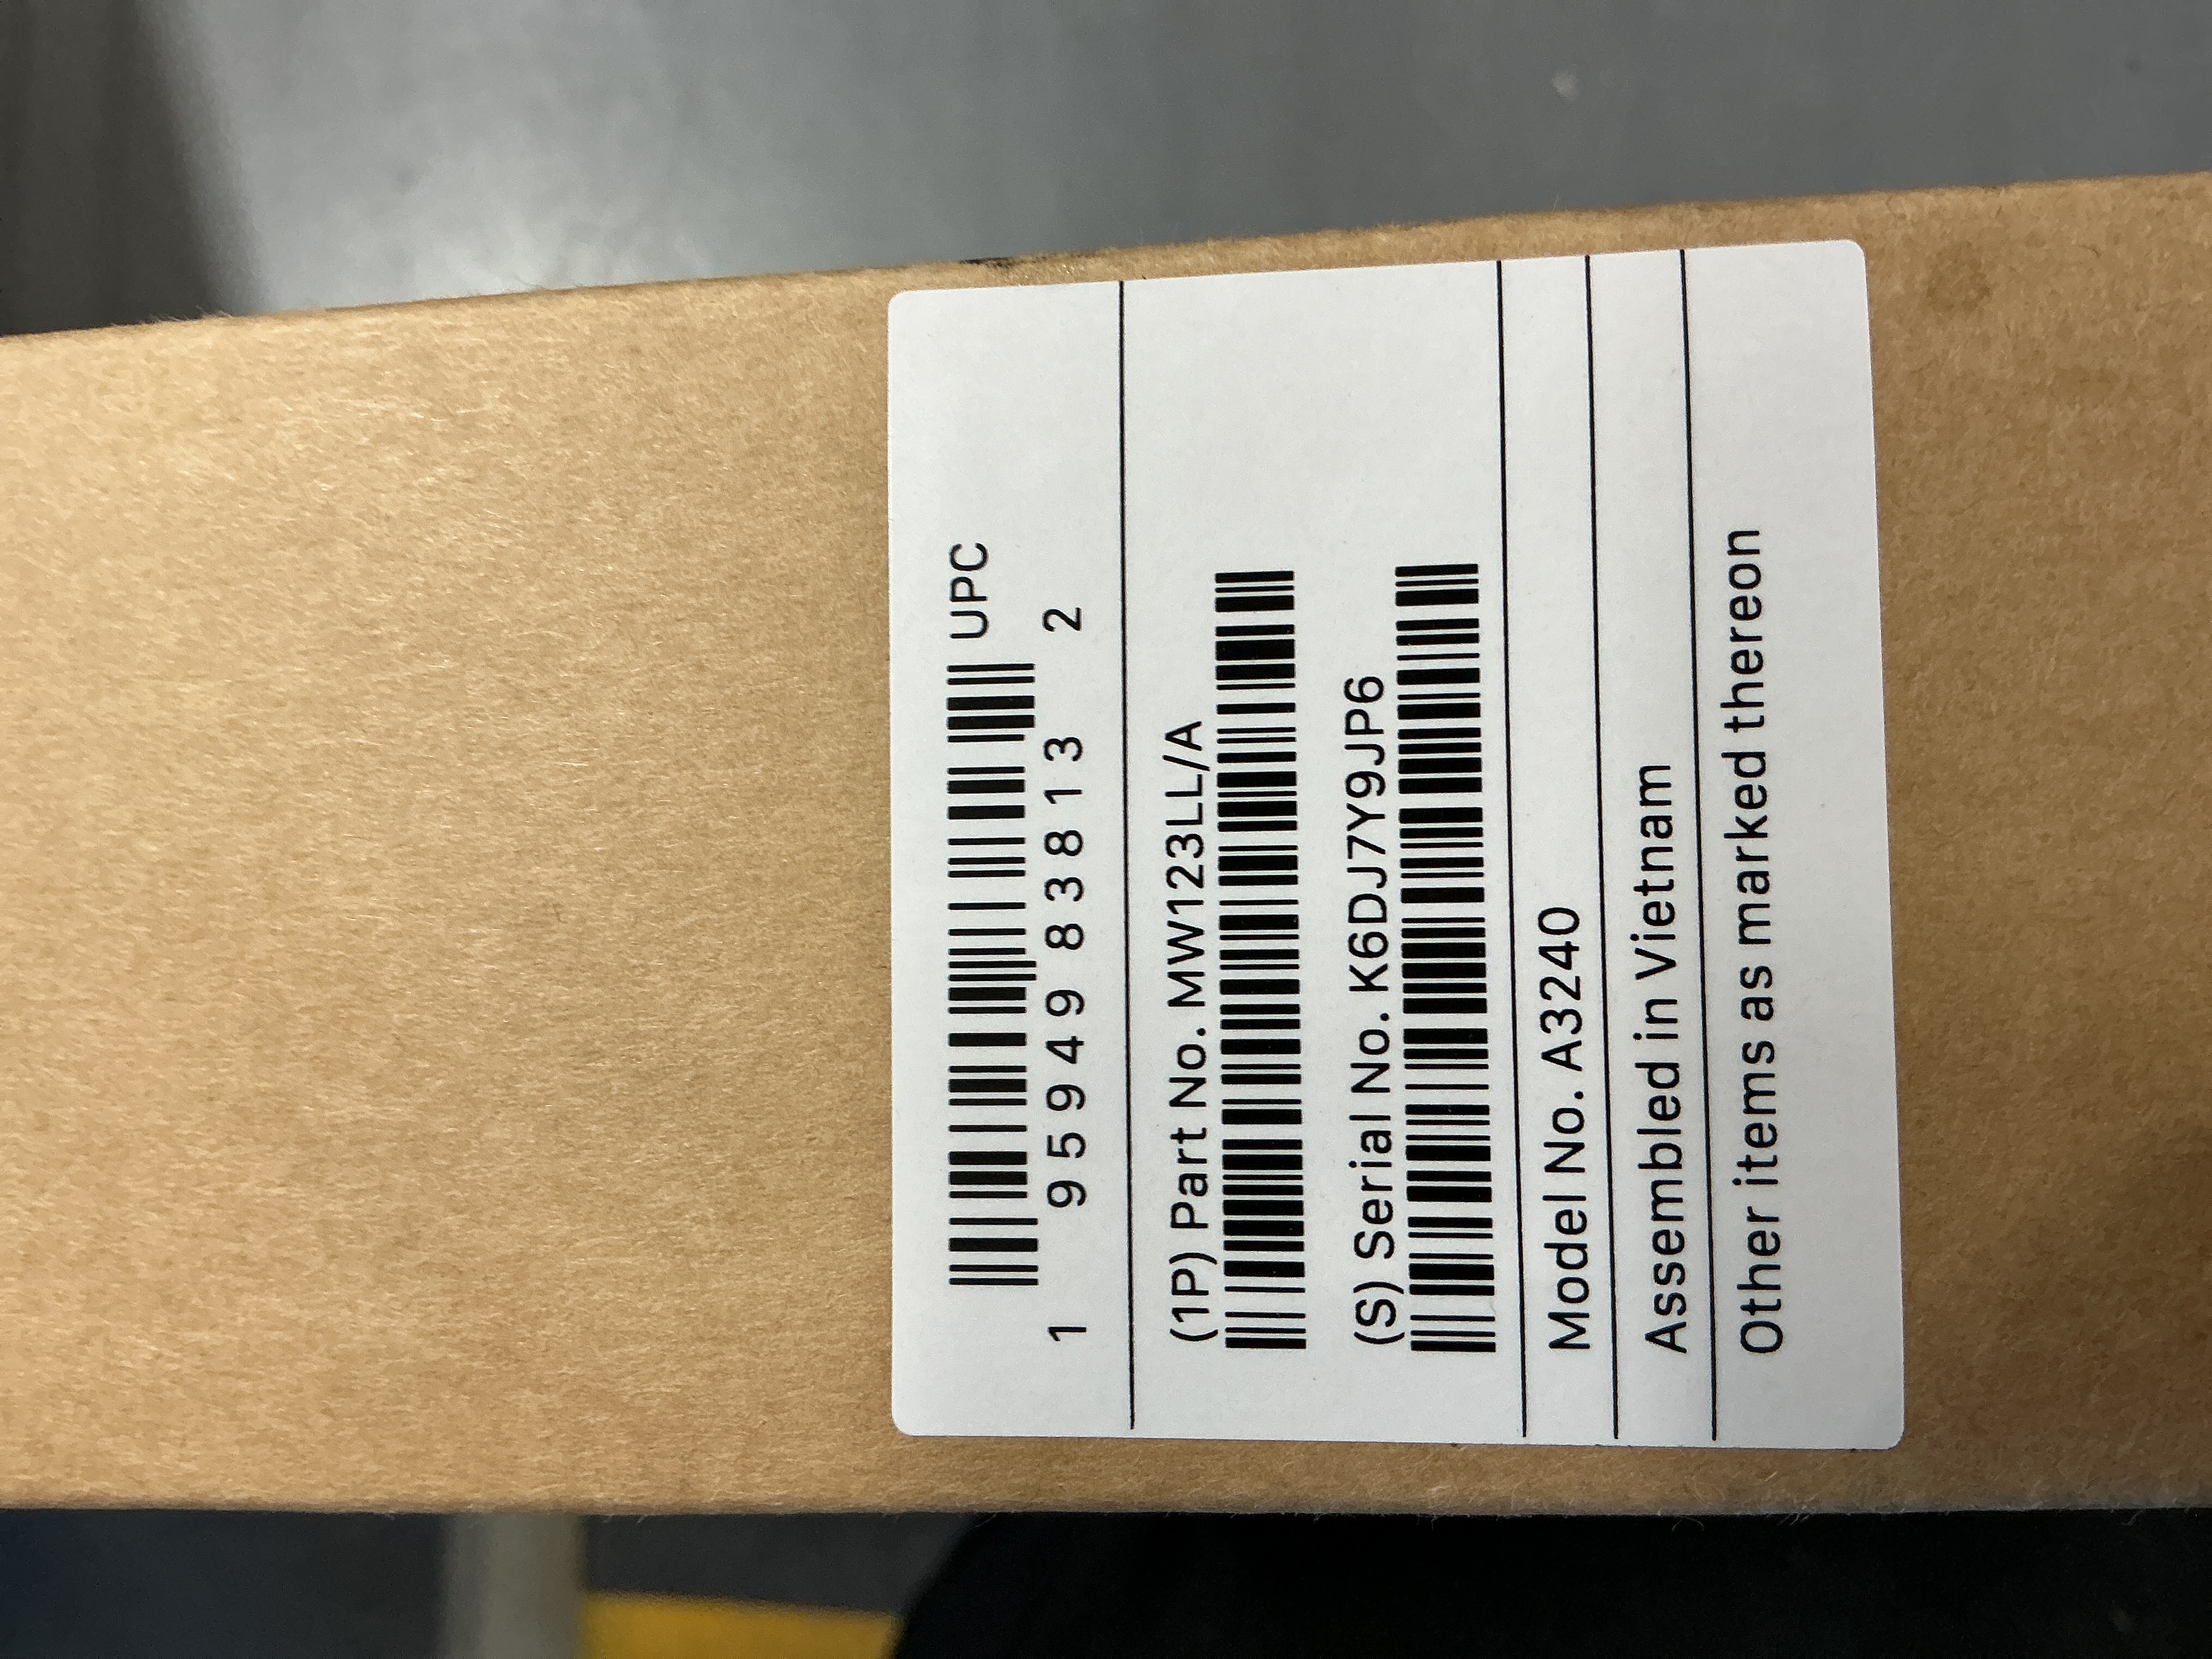 UPC
1 95949 83813 2
(1P) Part No. MW123LL/A
(S) Serial No. K6DJ7Y9JP6
Model No. A3240
Assembled in Vietnam
Other items as marked thereon